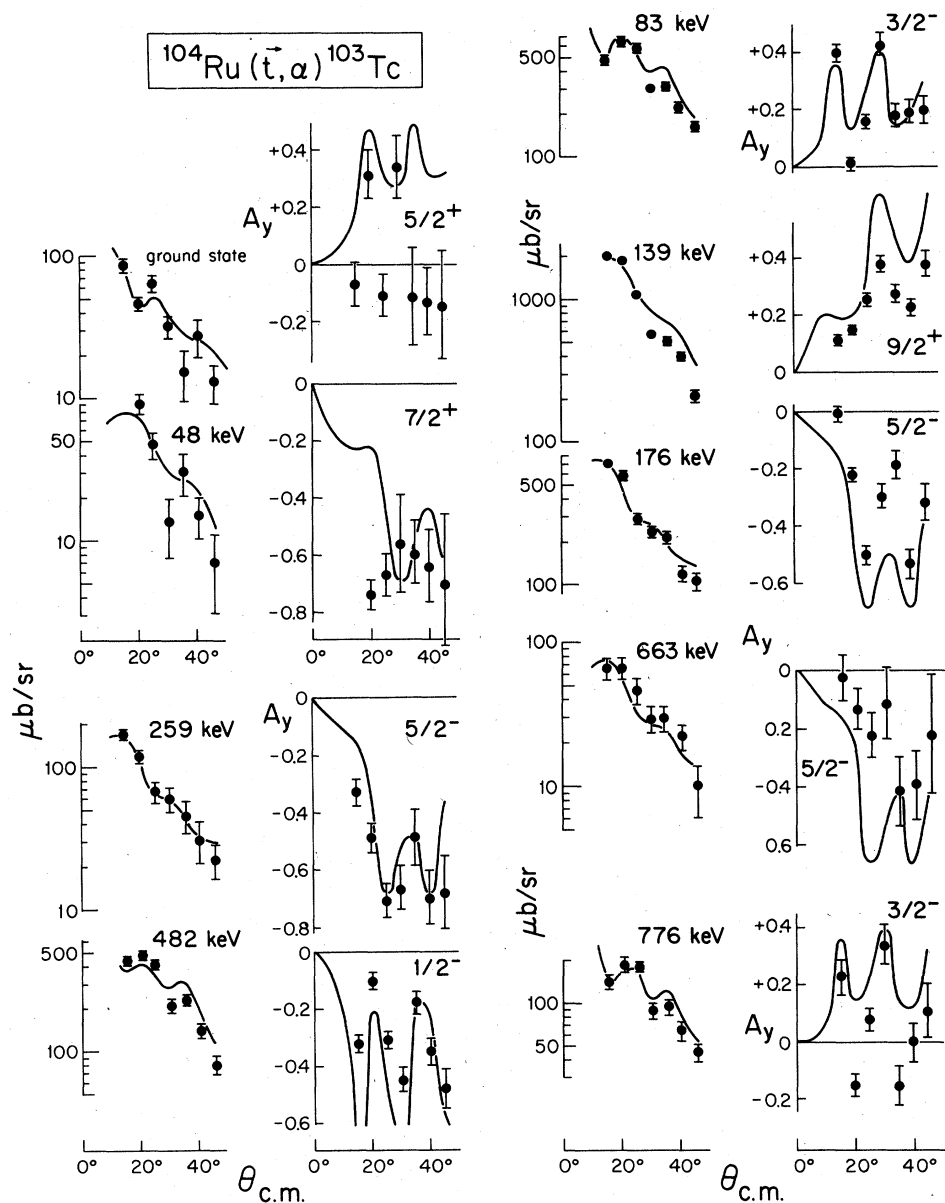 ¹⁰⁴Ru(t⃗,α)¹⁰³Tc
ground state
100
10
48 keV
50
10
0° 20° 40°
A_y
+0.4
+0.2
0
-0.2
5/2⁺
0
-0.2
-0.4
-0.6
-0.8
7/2⁺
0° 20° 40°
μb/sr
259 keV
100
10
A_y
0
-0.2
-0.4
-0.6
-0.8
5/2⁻
482 keV
500
100
0
-0.2
-0.4
-0.6
1/2⁻
0° 20° 40°
0° 20° 40°
θc.m.
83 keV
500
100
3/2⁻
+0.4
+0.2
0
A_y
μb/sr
139 keV
1000
100
+0.4
+0.2
0
9/2⁺
176 keV
500
100
5/2⁻
0
-0.2
-0.4
-0.6
663 keV
100
10
A_y
0
-0.2
-0.4
0.6
5/2⁻
μb/sr
776 keV
100
50
3/2⁻
+0.4
+0.2
A_y
0
-0.2
0° 20° 40°
0° 20° 40°
θc.m.